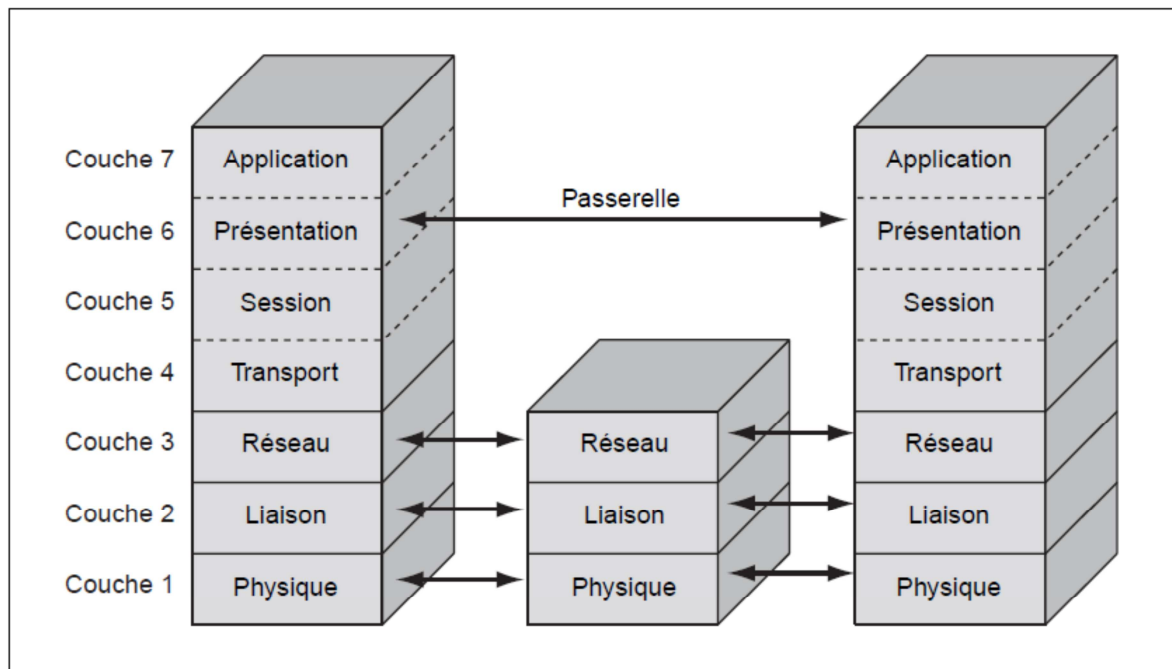 Couche 7 Application Application
Passerelle
Couche 6 Présentation Présentation
Couche 5 Session Session
Couche 4 Transport Transport
Couche 3 Réseau Réseau Réseau
Couche 2 Liaison Liaison Liaison
Couche 1 Physique Physique Physique